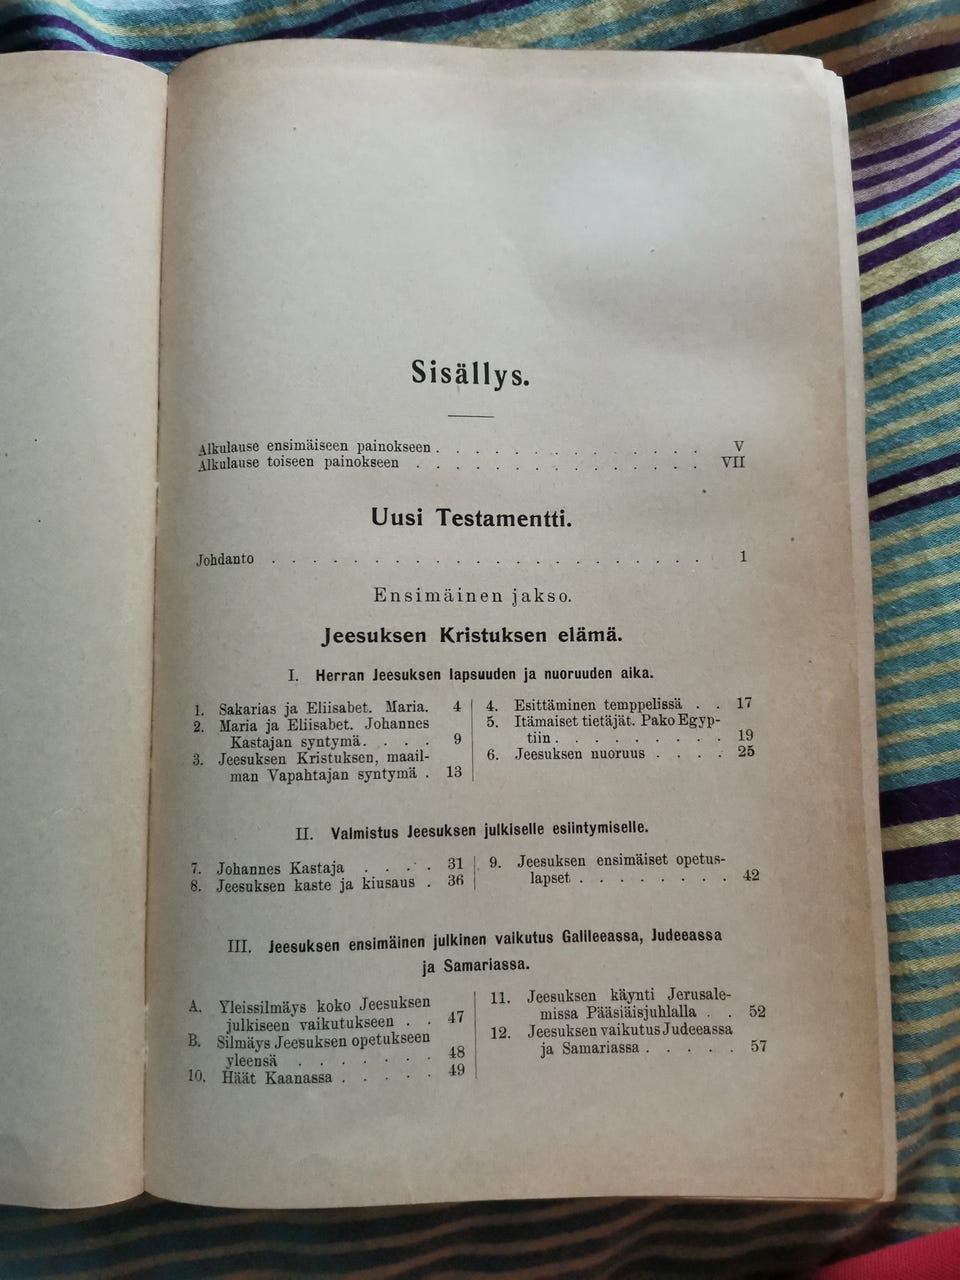 Sisällys.
Alkulause ensimäiseen painokseen . . . . . . . . . . . . . . V
Alkulause toiseen painokseen . . . . . . . . . . . . . . . VII
Uusi Testamentti.
Johdanto . . . . . . . . . . . . . . . . . . . . . . 1
Ensimäinen jakso.
Jeesuksen Kristuksen elämä.
I. Herran Jeesuksen lapsuuden ja nuoruuden aika.
1. Sakarias ja Eliisabet. Maria. 4
2. Maria ja Eliisabet. Johannes
Kastajan syntymä. . . . 9
3. Jeesuksen Kristuksen, maail-
man Vapahtajan syntymä . 13
4. Esittäminen temppelissä . . 17
5. Itämaiset tietäjät. Pako Egyp-
tiin . . . . . . . . . 19
6. Jeesuksen nuoruus . . . . 25
II. Valmistus Jeesuksen julkiselle esiintymiselle.
7. Johannes Kastaja . . . . 31
8. Jeesuksen kaste ja kiusaus . 36
9. Jeesuksen ensimäiset opetus-
lapset . . . . . . . . 42
III. Jeesuksen ensimäinen julkinen vaikutus Galileeassa, Judeeassa
ja Samariassa.
A. Yleissilmäys koko Jeesuksen
julkiseen vaikutukseen . . 47
B. Silmäys Jeesuksen opetukseen
yleensä . . . . . . . 48
10. Häät Kaanassa . . . . . 49
11. Jeesuksen käynti Jerusale-
missa Pääsiäisjuhlalla . . 52
12. Jeesuksen vaikutus Judeeassa
ja Samariassa . . . . . 57